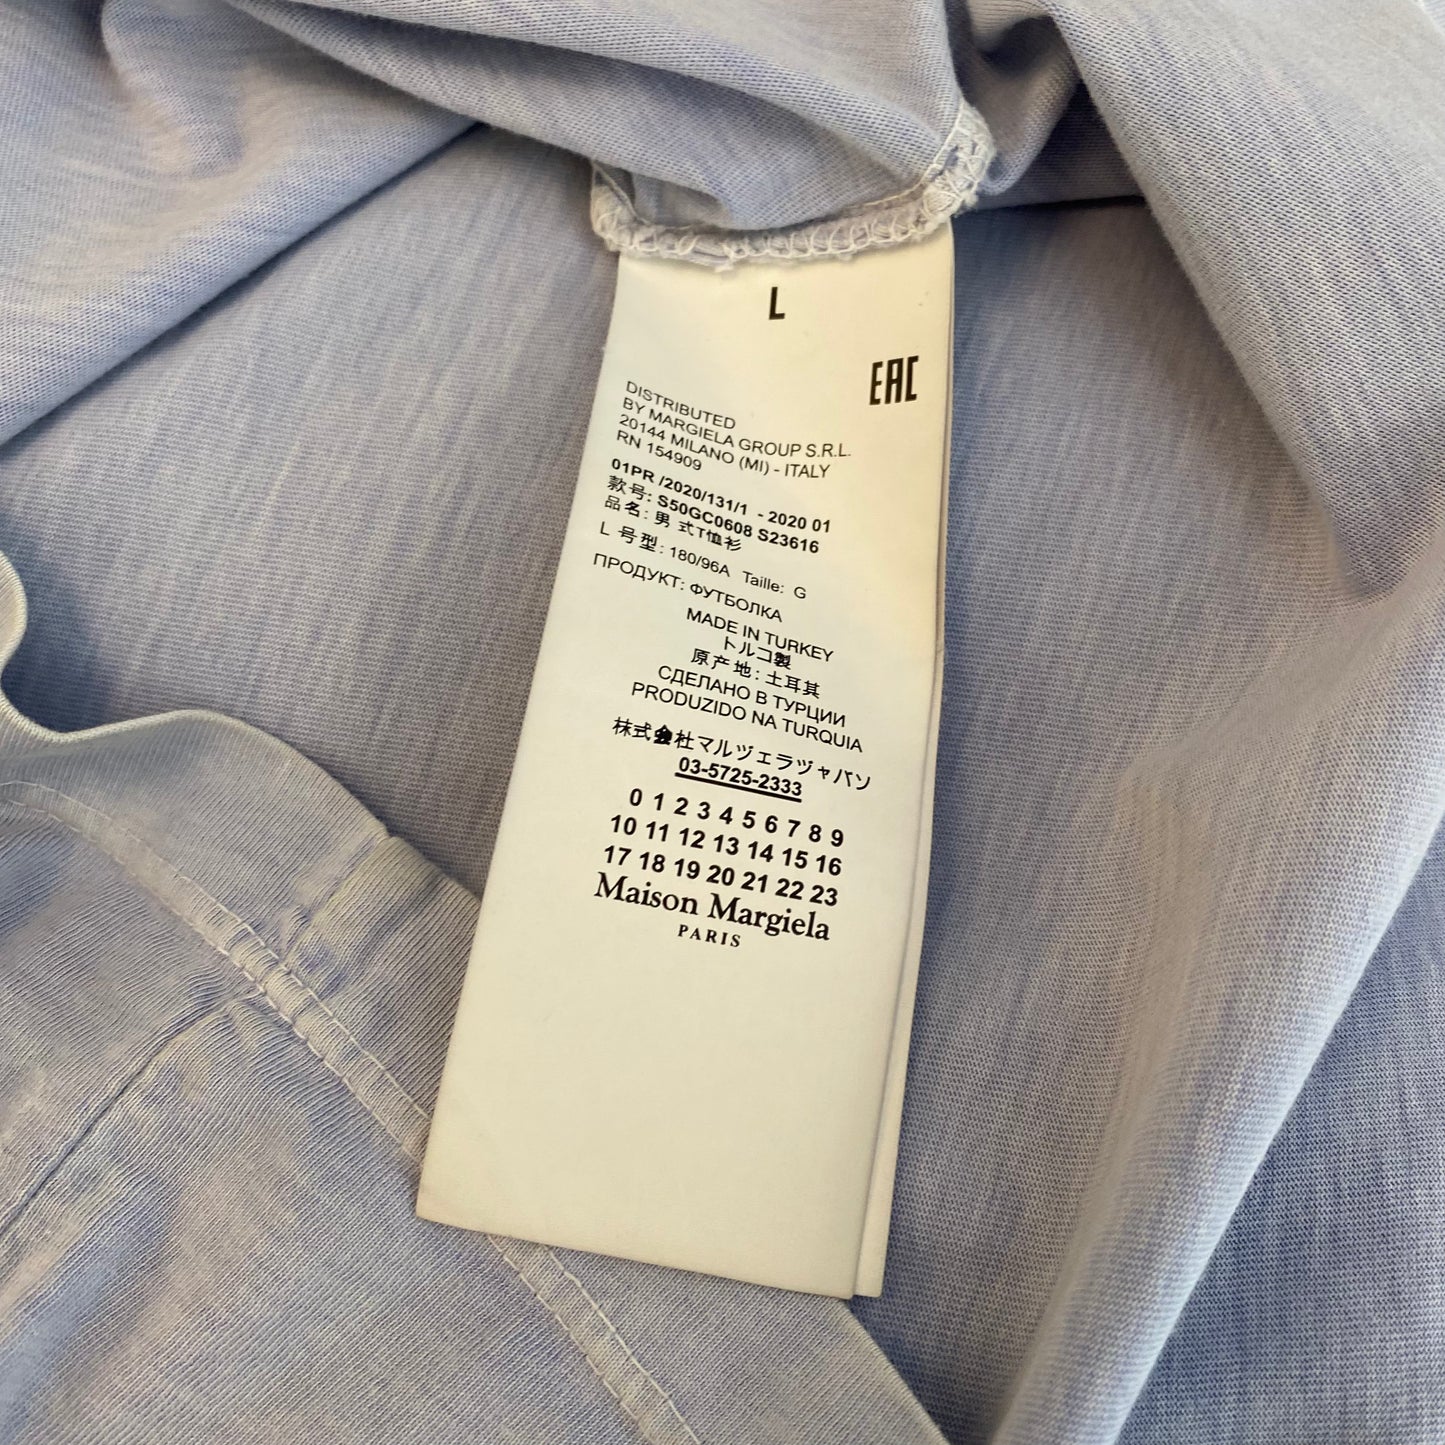 L
EAC
DISTRIBUTED
BY MARGIELA GROUP S.R.L.
20144 MILANO (MI) - ITALY
RN 154909
01PR /2020/131/1 - 2020 01
款号: S50GC0608 S23616
品名: 男 式T恤衫
L 号型: 180/96A Taille: G
ПРОДУКТ: ФУТБОЛКА
MADE IN TURKEY
トルコ製
原产地: 土耳其
СДЕЛАНО В ТУРЦИИ
PRODUZIDO NA TURQUIA
株式会社マルジェラジャパン
03-5725-2333
0 1 2 3 4 5 6 7 8 9
10 11 12 13 14 15 16
17 18 19 20 21 22 23
Maison Margiela
PARIS